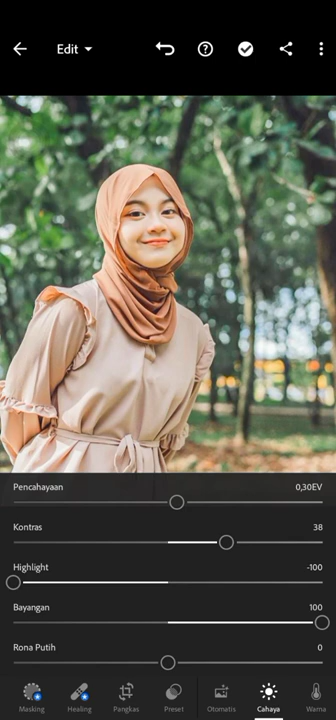 Edit
Pencahayaan 0,30EV
Kontras 38
Highlight -100
Bayangan 100
Rona Putih 0
Masking Healing Pangkas Preset Otomatis Cahaya Warna